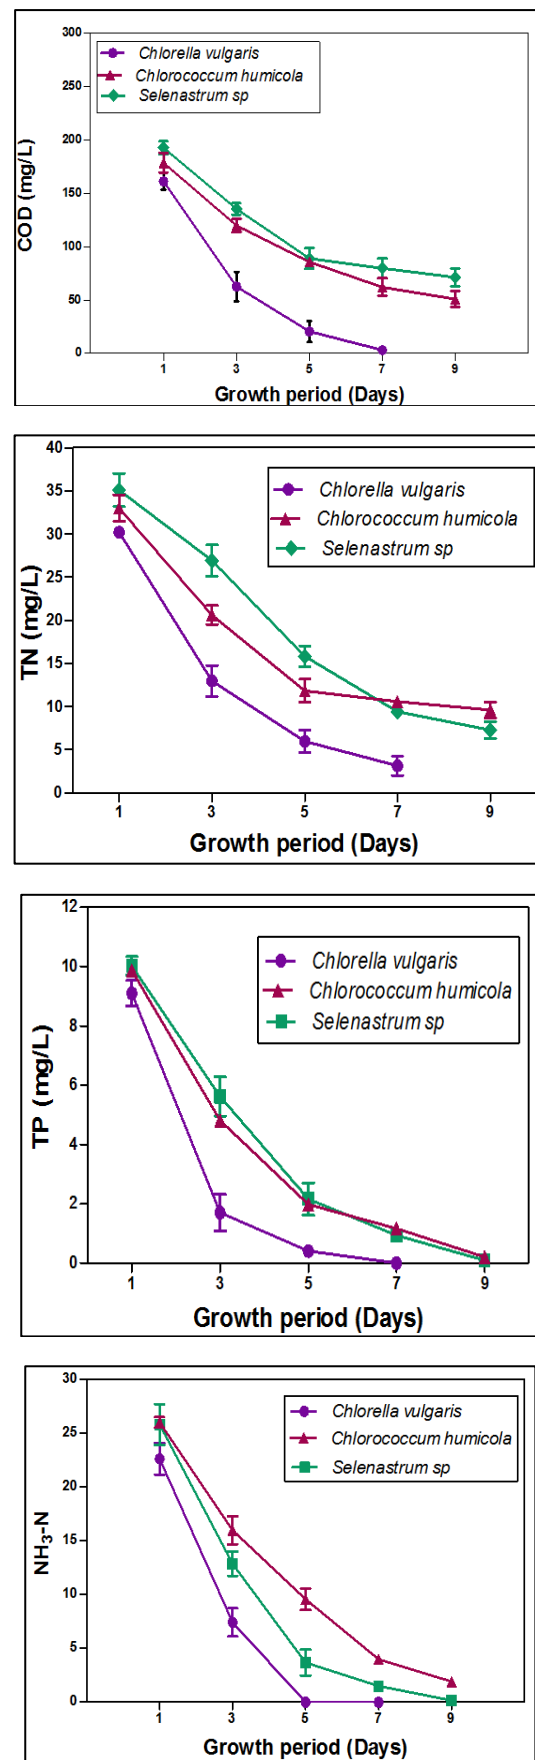 300
250
200
150
100
50
0
COD (mg/L)
Chlorella vulgaris
Chlorococcum humicola
Selenastrum sp
1 3 5 7 9
Growth period (Days)
40
35
30
25
20
15
10
5
0
TN (mg/L)
Chlorella vulgaris
Chlorococcum humicola
Selenastrum sp
1 3 5 7 9
Growth period (Days)
12
10
8
6
4
2
0
TP (mg/L)
Chlorella vulgaris
Chlorococcum humicola
Selenastrum sp
1 3 5 7 9
Growth period (Days)
30
25
20
15
10
5
0
NH₃-N
Chlorella vulgaris
Chlorococcum humicola
Selenastrum sp
1 3 5 7 9
Growth period (Days)